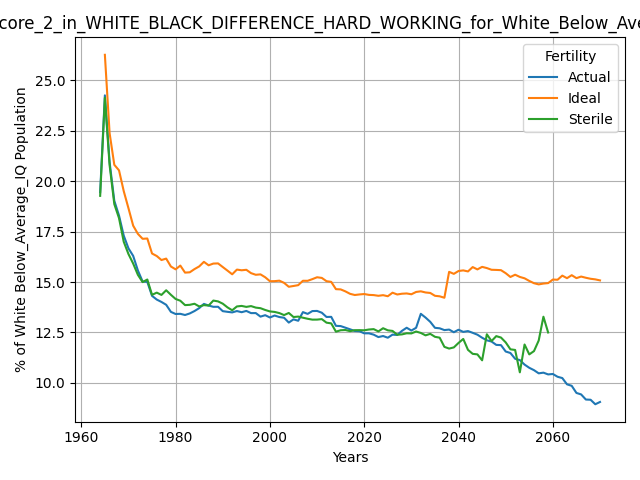 core_2_in_WHITE_BLACK_DIFFERENCE_HARD_WORKING_for_White_Below_Ave
Fertility
Actual
Ideal
Sterile
% of White Below_Average_IQ Population
25.0
22.5
20.0
17.5
15.0
12.5
10.0
1960
1980
2000
2020
2040
2060
Years